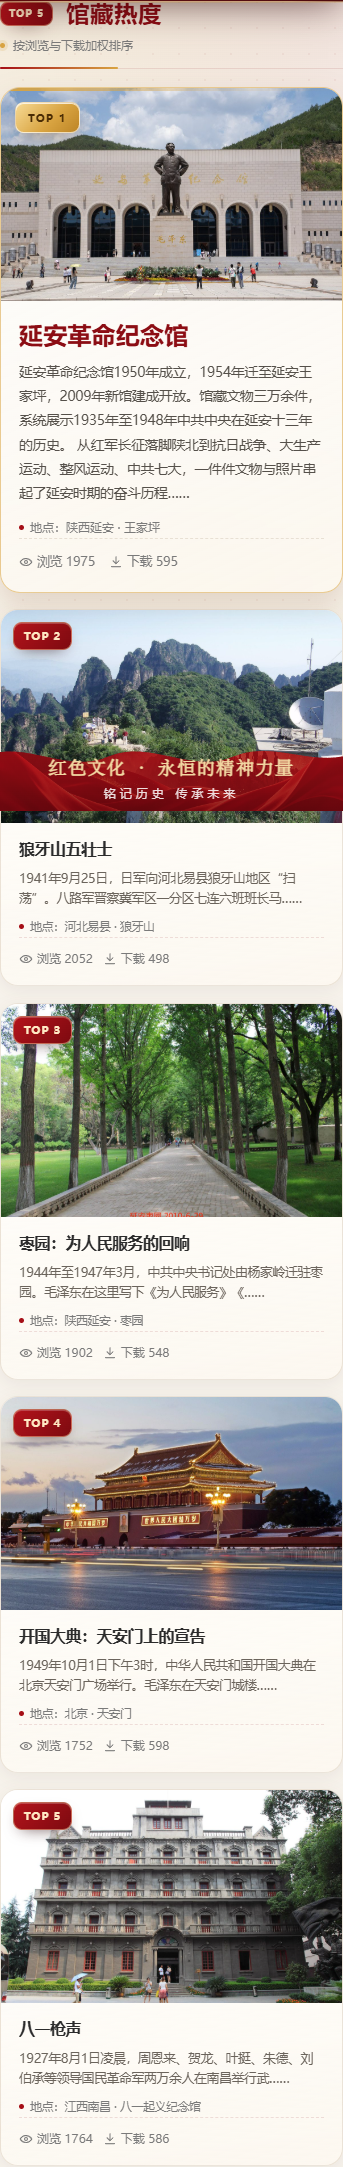 TOP 5 馆藏热度
按浏览与下载加权排序
TOP 1
延安革命纪念馆
延安革命纪念馆1950年成立，1954年迁至延安王
家坪，2009年新馆建成开放。馆藏文物三万余件，
系统展示1935年至1948年中共中央在延安十三年
的历史。 从红军长征落脚陕北到抗日战争、大生产
运动、整风运动、中共七大，一件件文物与照片串
起了延安时期的奋斗历程......
地点：陕西延安 · 王家坪
浏览 1975 下载 595
TOP 2
红色文化 · 永恒的精神力量
铭记历史 传承未来
狼牙山五壮士
1941年9月25日，日军向河北易县狼牙山地区“扫
荡”。八路军晋察冀军区一分区七连六班班长马......
地点：河北易县 · 狼牙山
浏览 2052 下载 498
TOP 3
枣园：为人民服务的回响
1944年至1947年3月，中共中央书记处由杨家岭迁驻枣
园。毛泽东在这里写下《为人民服务》《......
地点：陕西延安 · 枣园
浏览 1902 下载 548
TOP 4
开国大典：天安门上的宣告
1949年10月1日下午3时，中华人民共和国开国大典在
北京天安门广场举行。毛泽东在天安门城楼......
地点：北京 · 天安门
浏览 1752 下载 598
TOP 5
八一枪声
1927年8月1日凌晨，周恩来、贺龙、叶挺、朱德、刘
伯承等领导国民革命军两万余人在南昌举行武......
地点：江西南昌 · 八一起义纪念馆
浏览 1764 下载 586